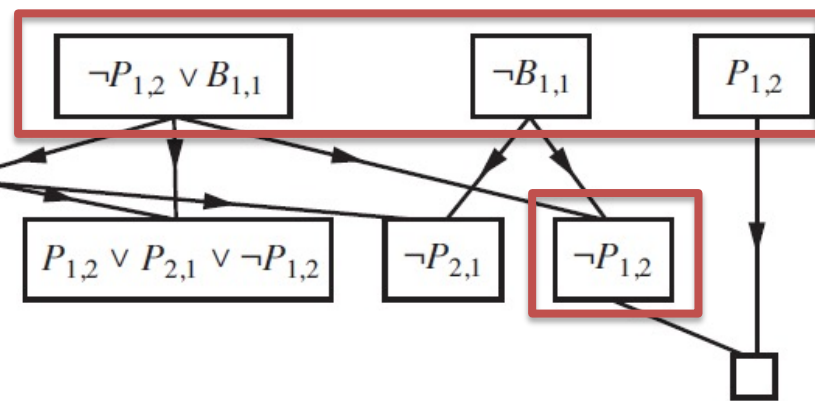 ¬P1,2 ∨ B1,1 ¬B1,1 P1,2
P1,2 ∨ P2,1 ∨ ¬P1,2 ¬P2,1 ¬P1,2